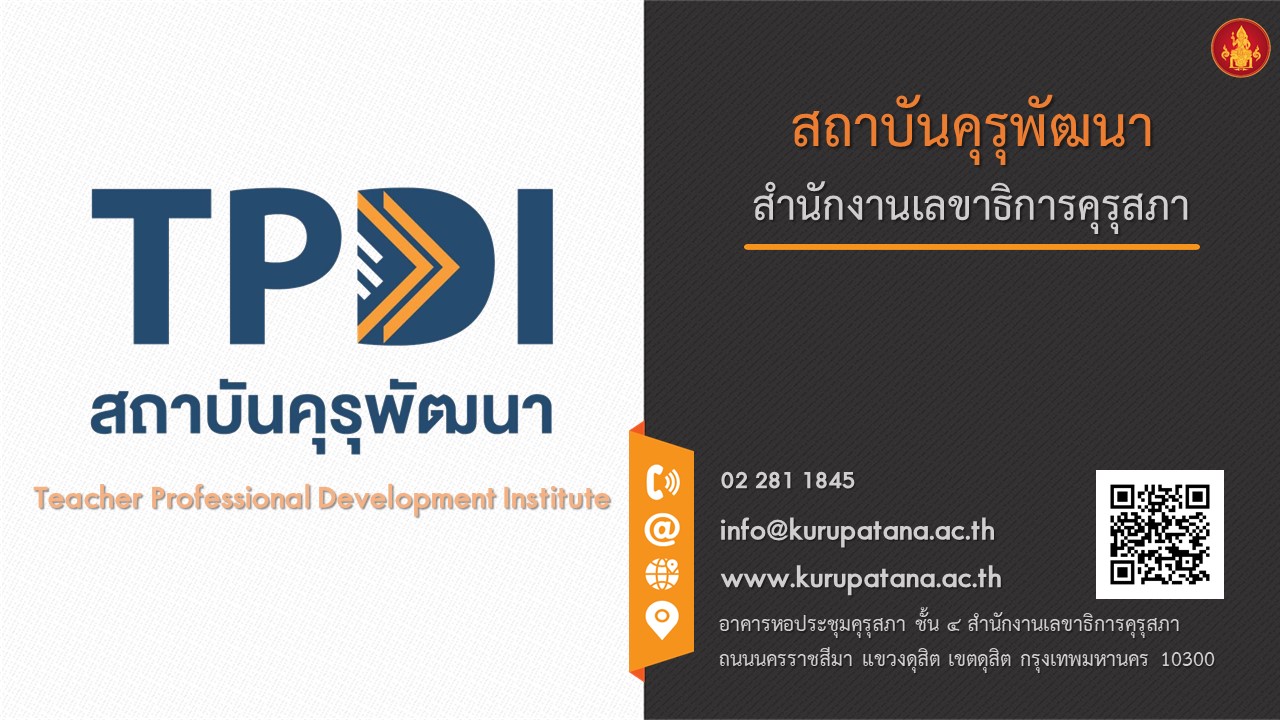 TPDI
สถาบันคุรุพัฒนา
Teacher Professional Development Institute
สถาบันคุรุพัฒนา
สำนักงานเลขาธิการคุรุสภา
02 281 1845
info@kurupatana.ac.th
www.kurupatana.ac.th
อาคารหอประชุมคุรุสภา ชั้น ๔ สำนักงานเลขาธิการคุรุสภา
ถนนนครราชสีมา แขวงดุสิต เขตดุสิต กรุงเทพมหานคร 10300